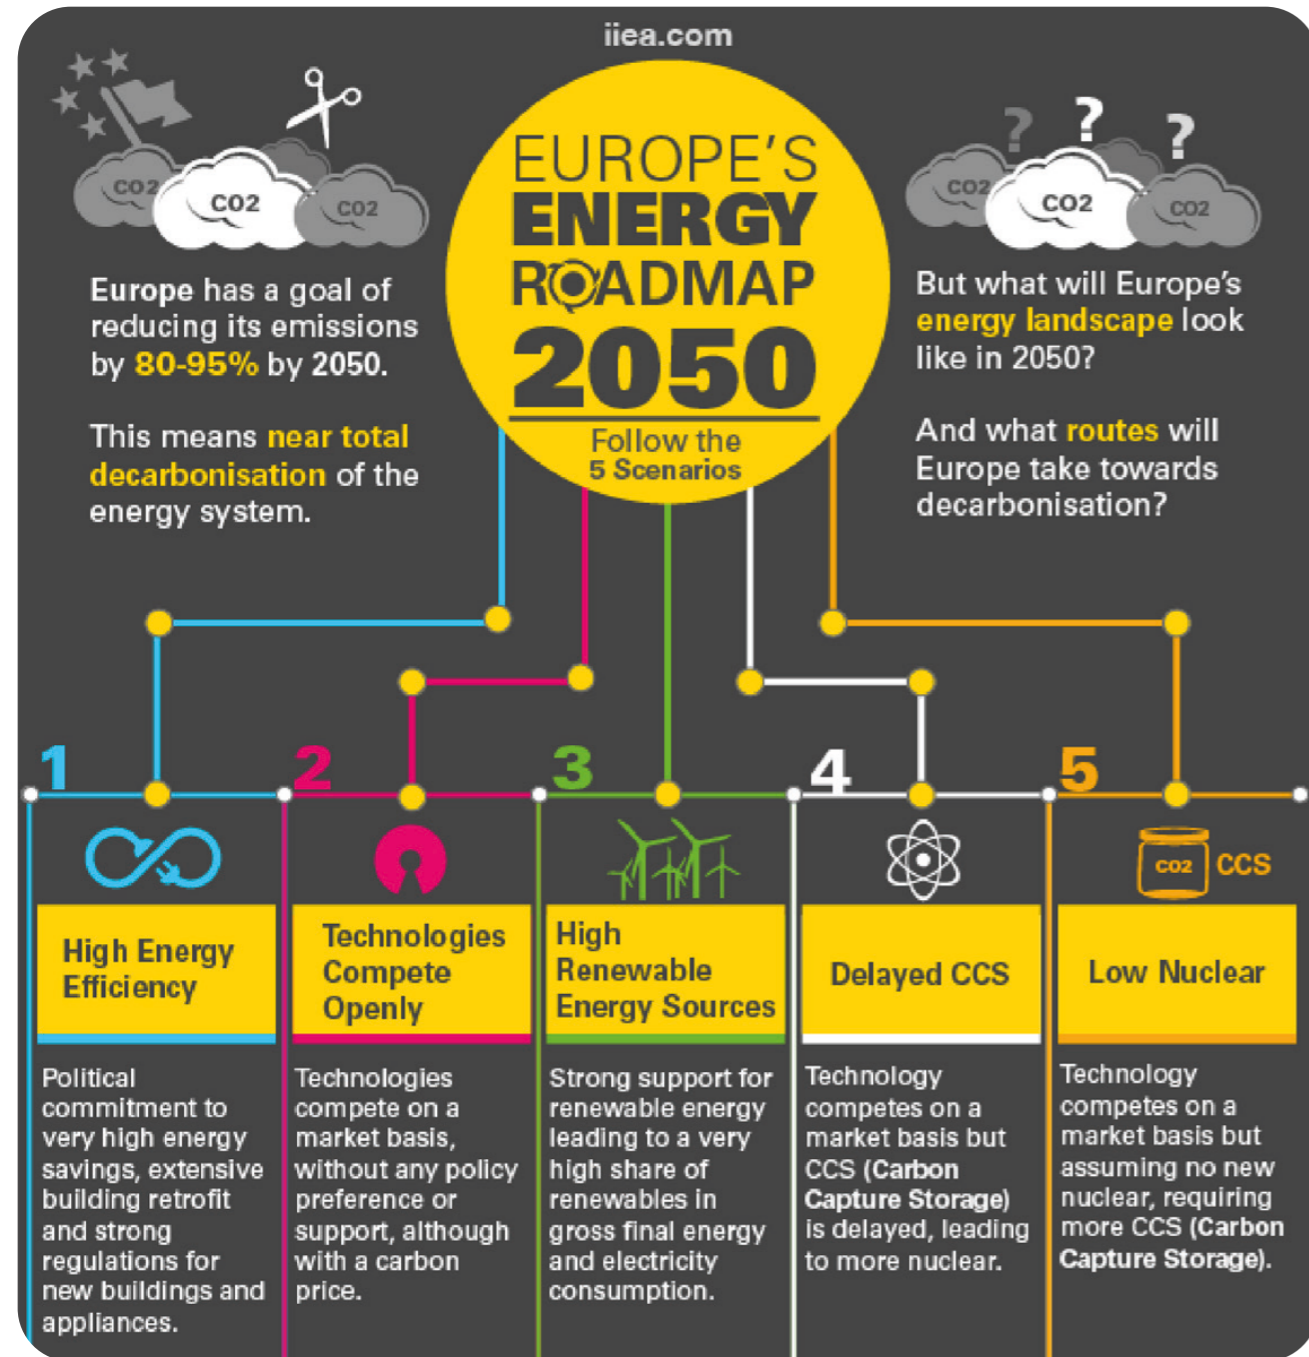 iiea.com
CO2
CO2
CO2
Europe has a goal of
reducing its emissions
by 80-95% by 2050.
This means near total
decarbonisation of the
energy system.
EUROPE'S
ENERGY
ROADMAP
2050
Follow the
5 Scenarios
? ? ?
CO2
CO2
CO2
But what will Europe's
energy landscape look
like in 2050?
And what routes will
Europe take towards
decarbonisation?
1
High Energy
Efficiency
Political
commitment to
very high energy
savings, extensive
building retrofit
and strong
regulations for
new buildings and
appliances.
2
Technologies
Compete
Openly
Technologies
compete on a
market basis,
without any policy
preference or
support, although
with a carbon
price.
3
High
Renewable
Energy Sources
Strong support for
renewable energy
leading to a very
high share of
renewables in
gross final energy
and electricity
consumption.
4
Delayed CCS
Technology
competes on a
market basis but
CCS (Carbon
Capture Storage)
is delayed, leading
to more nuclear.
5
CO2 CCS
Low Nuclear
Technology
competes on a
market basis but
assuming no new
nuclear, requiring
more CCS (Carbon
Capture Storage).